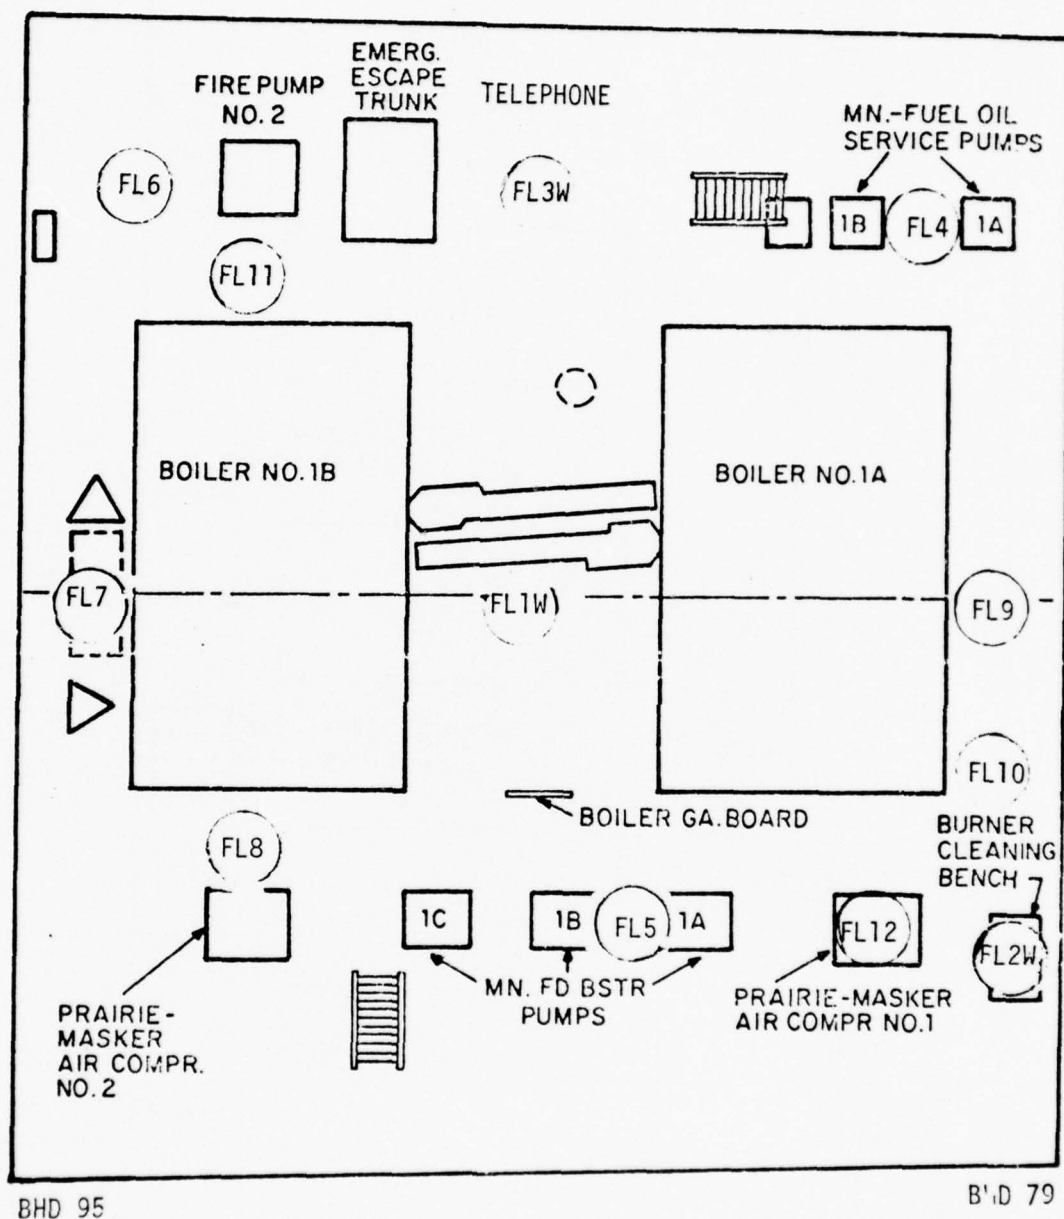 EMERG.
ESCAPE
TRUNK
FIRE PUMP
NO. 2
TELEPHONE
MN.-FUEL OIL
SERVICE PUMPS
FL6
FL3W
1B
FL4
1A
FL11
BOILER NO. 1B
BOILER NO. 1A
FL7
FL1W
FL9
FL10
BOILER GA. BOARD
FL8
BURNER
CLEANING
BENCH
1C
1B
FL5
1A
FL12
FL2W
MN. FD BSTR
PUMPS
PRAIRIE-MASKER
AIR COMPR NO. 1
PRAIRIE-
MASKER
AIR COMPR.
NO. 2
BHD 95
79